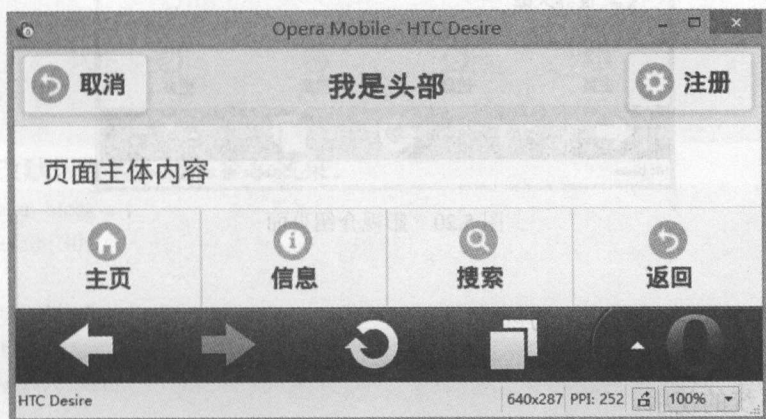 Opera Mobile - HTC Desire
取消 我是头部 注册
页面主体内容
主页 信息 搜索 返回
HTC Desire 640x287 PPI: 252 100%